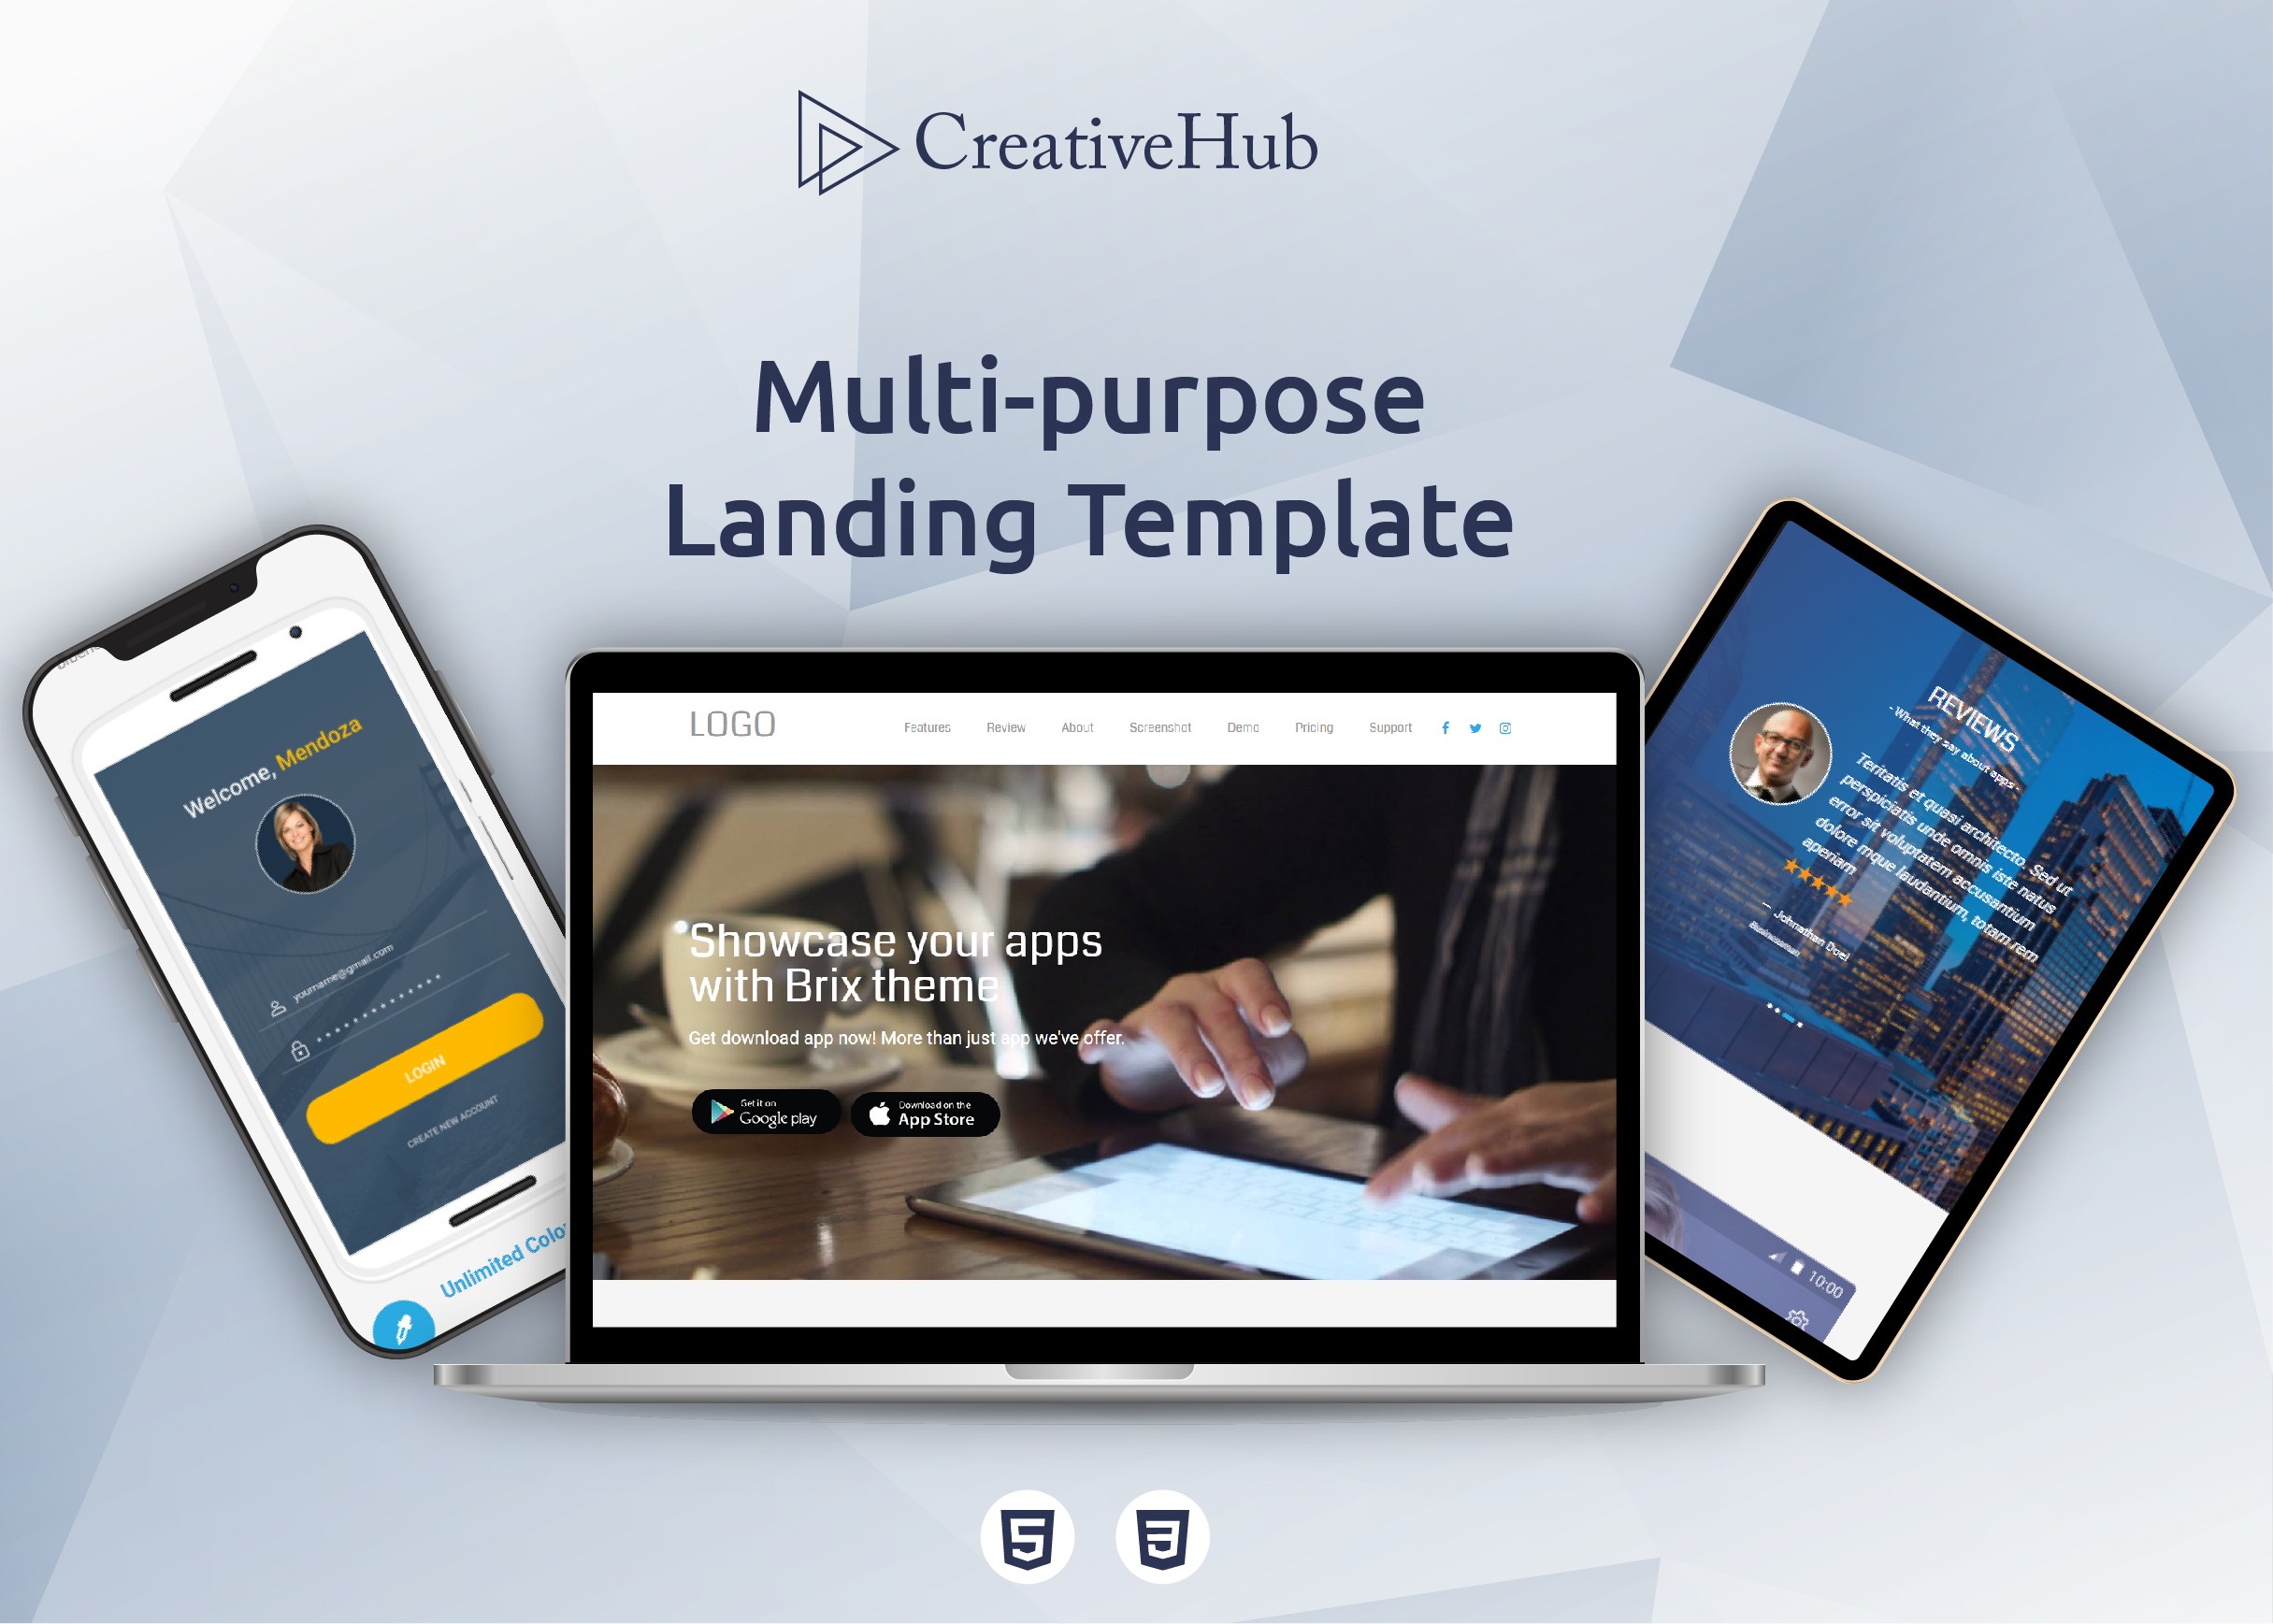 CreativeHub
Multi-purpose
Landing Template
Welcome, Mendoza
yourname@gmail.com
LOGIN
CREATE NEW ACCOUNT
Unlimited Colo
LOGO
Features Review About Screenshot Demo Pricing Support
Showcase your apps
with Brix theme
Get download app now! More than just app we've offer.
Get it on
Google play
Download on the
App Store
REVIEWS
- What they say about apps -
Teritatis et quasi architecto. Sed ut
perspiciatis unde omnis iste natus
error sit voluptatem accusantium
dolore mque laudantium, totam rem
aperiam
— Johnathan Doel
Businessman
10:00